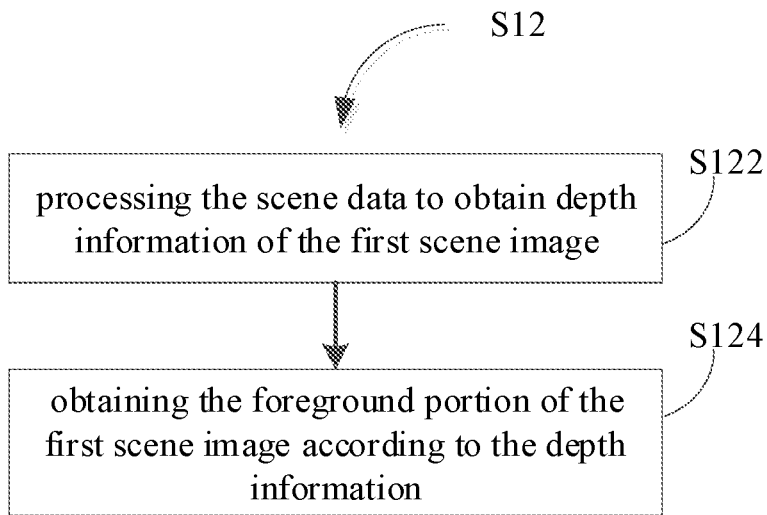 S12
S122
processing the scene data to obtain depth
information of the first scene image
S124
obtaining the foreground portion of the
first scene image according to the depth
information